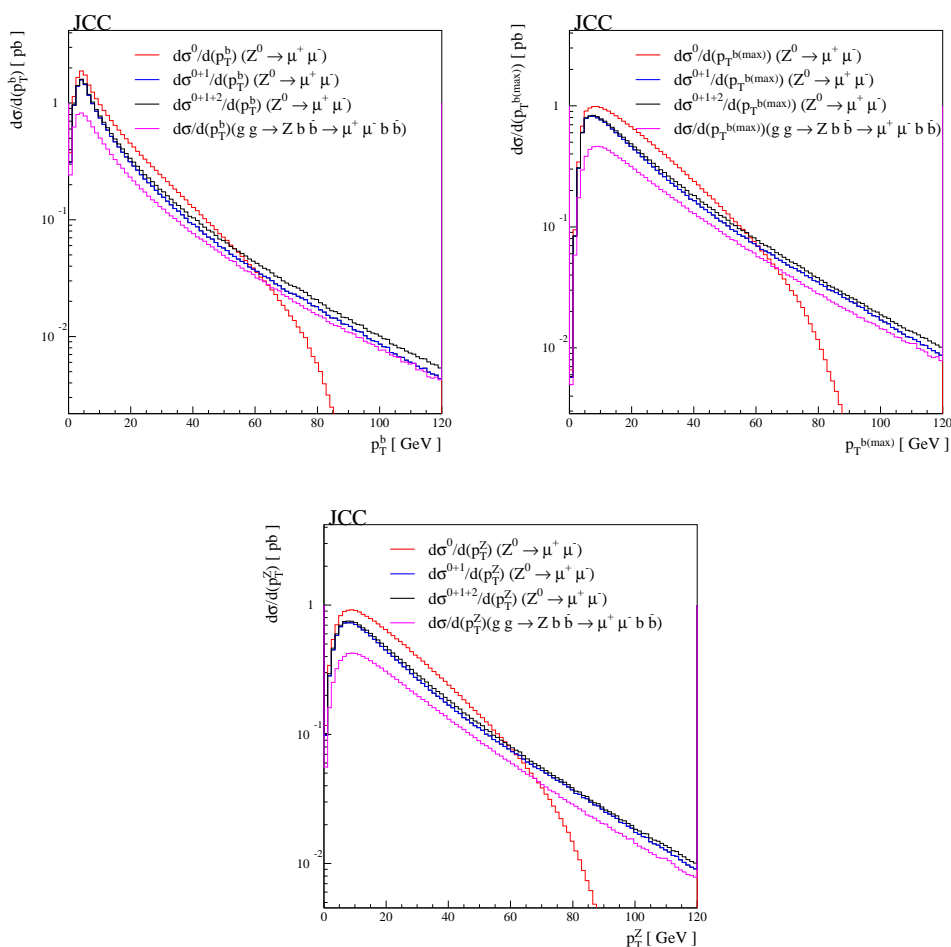 JCC
dσ/d(p_T^b) [ pb ]
dσ^0/d(p_T^b) (Z^0 → μ^+ μ^-)
dσ^{0+1}/d(p_T^b) (Z^0 → μ^+ μ^-)
dσ^{0+1+2}/d(p_T^b) (Z^0 → μ^+ μ^-)
dσ/d(p_T^b)(g g → Z b b̄ → μ^+ μ^- b b̄)
1
10^{-1}
10^{-2}
0 20 40 60 80 100 120
p_T^b [ GeV ]
JCC
dσ/d(p_T^{b(max)}) [ pb ]
dσ^0/d(p_T^{b(max)}) (Z^0 → μ^+ μ^-)
dσ^{0+1}/d(p_T^{b(max)}) (Z^0 → μ^+ μ^-)
dσ^{0+1+2}/d(p_T^{b(max)}) (Z^0 → μ^+ μ^-)
dσ/d(p_T^{b(max)})(g g → Z b b̄ → μ^+ μ^- b b̄)
1
10^{-1}
10^{-2}
0 20 40 60 80 100 120
p_T^{b(max)} [ GeV ]
JCC
dσ/d(p_T^Z) [ pb ]
dσ^0/d(p_T^Z) (Z^0 → μ^+ μ^-)
dσ^{0+1}/d(p_T^Z) (Z^0 → μ^+ μ^-)
dσ^{0+1+2}/d(p_T^Z) (Z^0 → μ^+ μ^-)
dσ/d(p_T^Z)(g g → Z b b̄ → μ^+ μ^- b b̄)
1
10^{-1}
10^{-2}
0 20 40 60 80 100 120
p_T^Z [ GeV ]